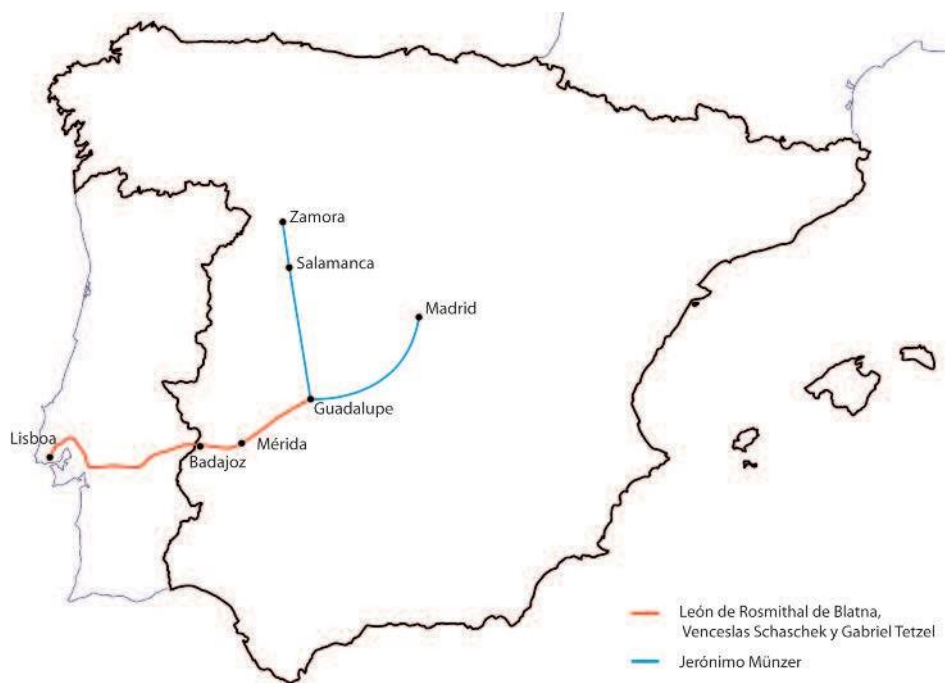 Zamora
Salamanca
Madrid
Guadalupe
Lisboa
Mérida
Badajoz
León de Rosmithal de Blatna,
Venceslas Schaschek y Gabriel Tetzel
Jerónimo Münzer